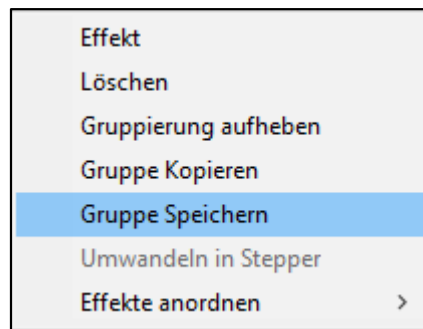 Effekt
Löschen
Gruppierung aufheben
Gruppe Kopieren
Gruppe Speichern
Umwandeln in Stepper
Effekte anordnen